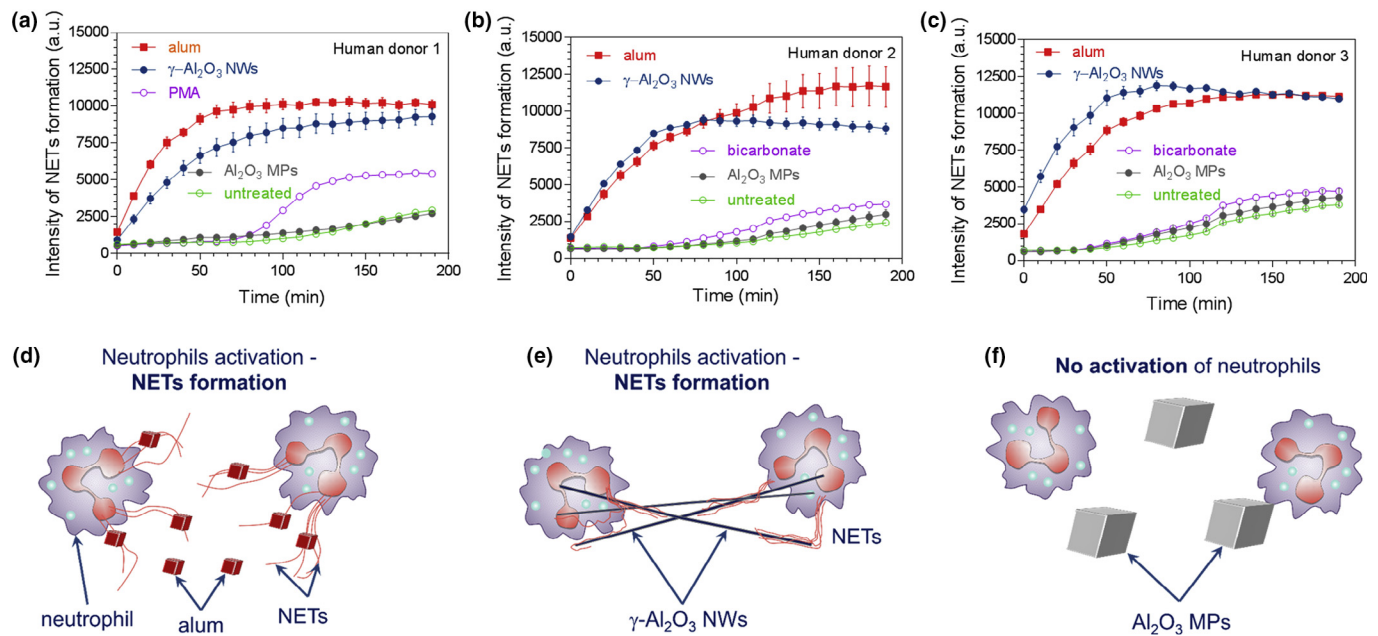 (a)
15000
12500
10000
7500
5000
2500
0
Intensity of NETs formation (a.u.)
alum
γ-Al₂O₃ NWs
PMA
Human donor 1
Al₂O₃ MPs
untreated
0 50 100 150 200
Time (min)
(b)
15000
12500
10000
7500
5000
2500
0
Intensity of NETs formation (a.u.)
Human donor 2
alum
γ-Al₂O₃ NWs
bicarbonate
Al₂O₃ MPs
untreated
0 50 100 150 200
Time (min)
(c)
15000
12500
10000
7500
5000
2500
0
Intensity of NETs formation (a.u.)
alum
Human donor 3
γ-Al₂O₃ NWs
bicarbonate
Al₂O₃ MPs
untreated
0 50 100 150 200
Time (min)
(d)
Neutrophils activation -
NETs formation
neutrophil
alum
NETs
(e)
Neutrophils activation -
NETs formation
NETs
γ-Al₂O₃ NWs
(f)
No activation of neutrophils
Al₂O₃ MPs